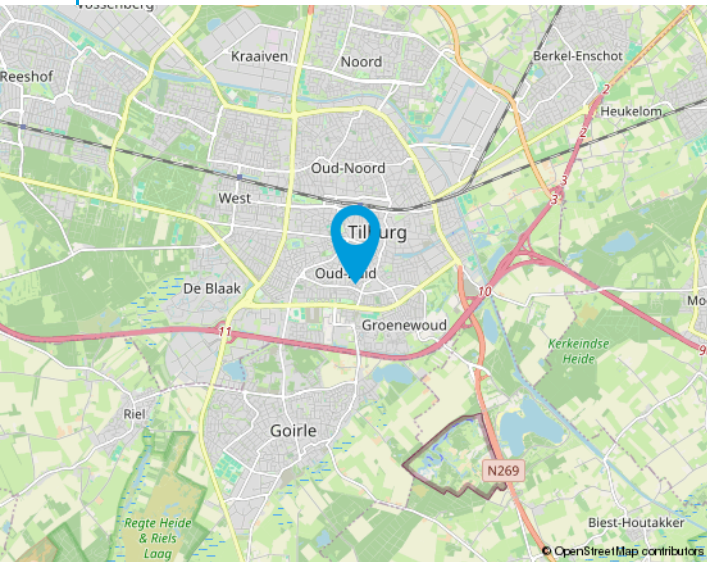 Vossenberg
Kraaiven
Noord
Berkel-Enschot
Reeshof
2
Heukelom
2
Oud-Noord
3
West
3
Tilburg
Oud-Zuid
De Blaak
10
11
Groenewoud
Kerkeindse
Heide
9
Riel
Goirle
N269
Regte Heide
& Riels
Laag
Biest-Houtakker
© OpenStreetMap contributors